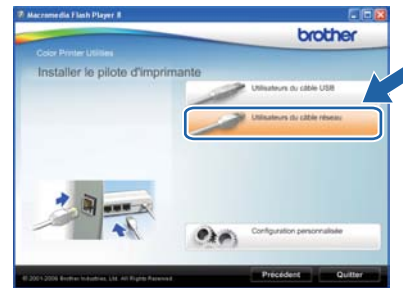 Macromedia Flash Player 8
brother
Color Printer Utilities
Installer le pilote d'imprimante
Utilisateurs du câble USB
Utilisateurs du câble réseau
Configuration personnalisée
© 2001-2006 Brother Industries, Ltd. All Rights Reserved.
Précédent
Quitter